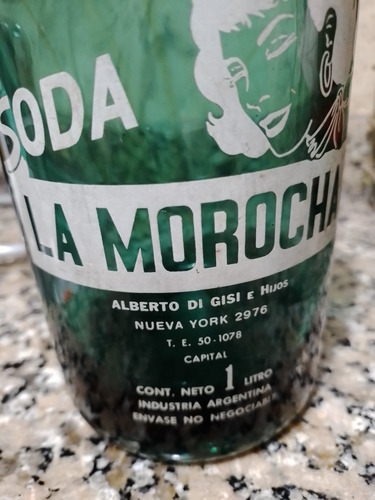 SODA
LA MOROCHA
ALBERTO DI GISI E HIJOS
NUEVA YORK 2976
T. E. 50-1078
CAPITAL
CONT. NETO 1 LITRO
INDUSTRIA ARGENTINA
ENVASE NO NEGOCIABLE